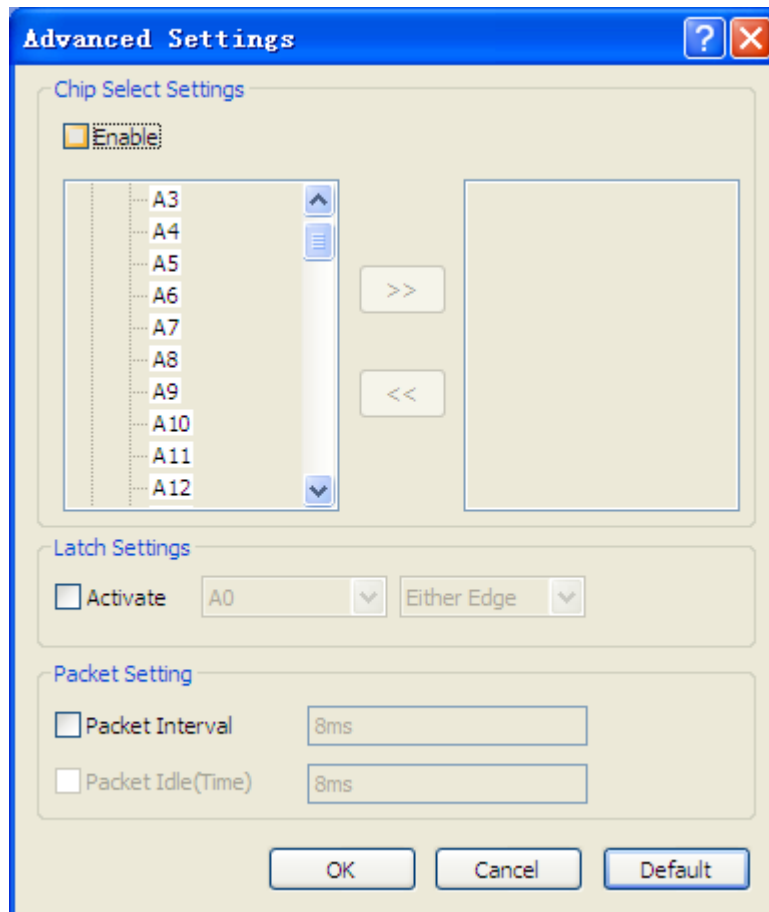 Advanced Settings
Chip Select Settings
Enable
A3
A4
A5
A6
A7
A8
A9
A10
A11
A12
>>
<<
Latch Settings
Activate A0 Either Edge
Packet Setting
Packet Interval 8ms
Packet Idle(Time) 8ms
OK Cancel Default